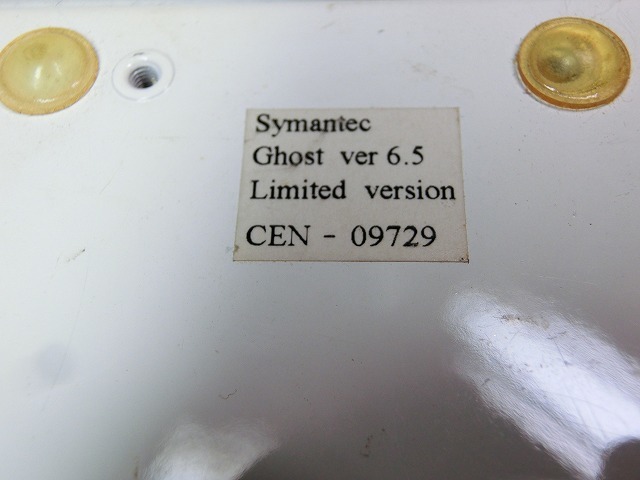 Symantec
Ghost ver 6.5
Limited version
CEN - 09729